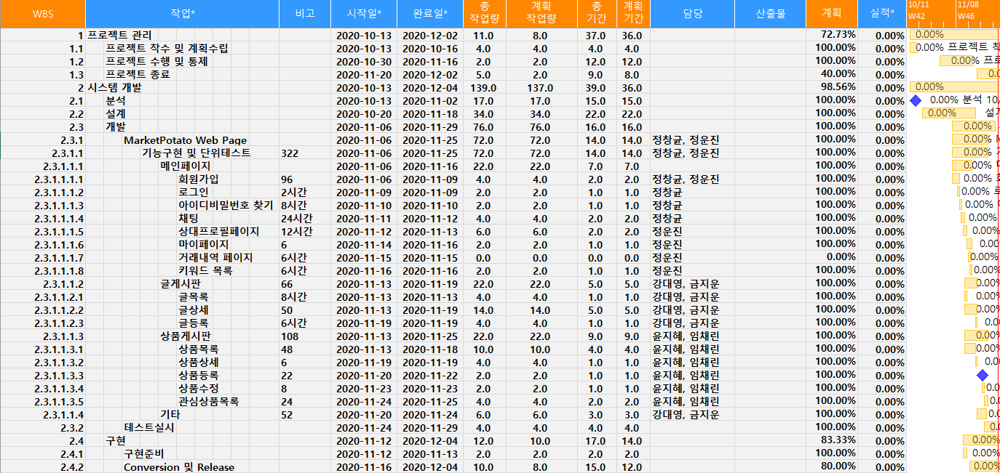 WBS 작업* 비고 시작일* 완료일* 총 작업량 계획 작업량 총 기간 계획 기간 담당 산출물 계획 실적* 10/11 W42 11/08 W46
1 프로젝트 관리 2020-10-13 2020-12-02 11.0 8.0 37.0 36.0 72.73% 0.00% 0.00%
1.1 프로젝트 착수 및 계획수립 2020-10-13 2020-10-16 4.0 4.0 4.0 4.0 100.00% 0.00% 0.00% 프로젝트
1.2 프로젝트 수행 및 통제 2020-10-30 2020-11-16 2.0 2.0 12.0 12.0 100.00% 0.00% 0.00%
1.3 프로젝트 종료 2020-11-20 2020-12-02 5.0 2.0 9.0 8.0 40.00% 0.00%
2 시스템 개발 2020-10-13 2020-12-04 139.0 137.0 39.0 36.0 98.56% 0.00% 0.00%
2.1 분석 2020-10-13 2020-11-02 17.0 17.0 15.0 15.0 100.00% 0.00% 0.00% 분석 10/
2.2 설계 2020-10-20 2020-11-18 34.0 34.0 22.0 22.0 100.00% 0.00% 0.00%
2.3 개발 2020-11-06 2020-11-29 76.0 76.0 16.0 16.0 100.00% 0.00% 0.00%
2.3.1 MarketPotato Web Page 2020-11-06 2020-11-25 72.0 72.0 14.0 14.0 정창균, 정운진 100.00% 0.00% 0.00%
2.3.1.1 기능구현 및 단위테스트 322 2020-11-06 2020-11-25 72.0 72.0 14.0 14.0 정창균, 정운진 100.00% 0.00% 0.00%
2.3.1.1.1 메인페이지 2020-11-06 2020-11-16 22.0 22.0 7.0 7.0 100.00% 0.00% 0.00%
2.3.1.1.1.1 회원가입 96 2020-11-06 2020-11-09 4.0 4.0 2.0 2.0 정창균, 정운진 100.00% 0.00% 0.00%
2.3.1.1.1.2 로그인 2시간 2020-11-09 2020-11-09 2.0 2.0 1.0 1.0 정창균 100.00% 0.00% 0.00%
2.3.1.1.1.3 아이디비밀번호 찾기 8시간 2020-11-10 2020-11-10 2.0 2.0 1.0 1.0 정창균 100.00% 0.00% 0.00%
2.3.1.1.1.4 채팅 24시간 2020-11-11 2020-11-12 4.0 4.0 2.0 2.0 정창균 100.00% 0.00% 0.00%
2.3.1.1.1.5 상대프로필페이지 12시간 2020-11-12 2020-11-13 6.0 6.0 2.0 2.0 정운진 100.00% 0.00% 0.00%
2.3.1.1.1.6 마이페이지 6 2020-11-14 2020-11-16 2.0 2.0 1.0 1.0 정운진 100.00% 0.00% 0.00
2.3.1.1.1.7 거래내역 페이지 6시간 2020-11-15 2020-11-15 0.0 0.0 0.0 0.0 정운진 0.00% 0.00% 0.00%
2.3.1.1.1.8 키워드 목록 6시간 2020-11-16 2020-11-16 2.0 2.0 1.0 1.0 정운진 100.00% 0.00% 0.00%
2.3.1.1.2 글게시판 66 2020-11-13 2020-11-19 22.0 22.0 5.0 5.0 강대영, 금지운 100.00% 0.00% 0.00%
2.3.1.1.2.1 글목록 8시간 2020-11-13 2020-11-13 4.0 4.0 1.0 1.0 강대영, 금지운 100.00% 0.00% 0.00%
2.3.1.1.2.2 글상세 50 2020-11-13 2020-11-19 14.0 14.0 5.0 5.0 강대영, 금지운 100.00% 0.00% 0.00%
2.3.1.1.2.3 글등록 6시간 2020-11-19 2020-11-19 4.0 4.0 1.0 1.0 강대영, 금지운 100.00% 0.00% 0.0
2.3.1.1.3 상품게시판 108 2020-11-13 2020-11-25 22.0 22.0 9.0 9.0 윤지혜, 임채린 100.00% 0.00% 0.00%
2.3.1.1.3.1 상품목록 48 2020-11-13 2020-11-18 10.0 10.0 4.0 4.0 윤지혜, 임채린 100.00% 0.00% 0.00%
2.3.1.1.3.2 상품상세 6 2020-11-19 2020-11-19 4.0 4.0 1.0 1.0 윤지혜, 임채린 100.00% 0.00% 0.0
2.3.1.1.3.3 상품등록 22 2020-11-20 2020-11-22 2.0 2.0 1.0 1.0 윤지혜, 임채린 100.00% 0.00%
2.3.1.1.3.4 상품수정 8 2020-11-23 2020-11-23 2.0 2.0 1.0 1.0 윤지혜, 임채린 100.00% 0.00% 0.
2.3.1.1.3.5 관심상품목록 24 2020-11-24 2020-11-25 4.0 4.0 2.0 2.0 윤지혜, 임채린 100.00% 0.00% 0.
2.3.1.1.4 기타 52 2020-11-20 2020-11-24 6.0 6.0 3.0 3.0 강대영, 금지운 100.00% 0.00% 0.
2.3.2 테스트실시 2020-11-24 2020-11-29 4.0 4.0 4.0 4.0 100.00% 0.00% 0.
2.4 구현 2020-11-12 2020-12-04 12.0 10.0 17.0 14.0 83.33% 0.00% 0.00%
2.4.1 구현준비 2020-11-12 2020-11-13 2.0 2.0 2.0 2.0 100.00% 0.00% 0.00%
2.4.2 Conversion 및 Release 2020-11-16 2020-12-04 10.0 8.0 15.0 12.0 80.00% 0.00% 0.00%